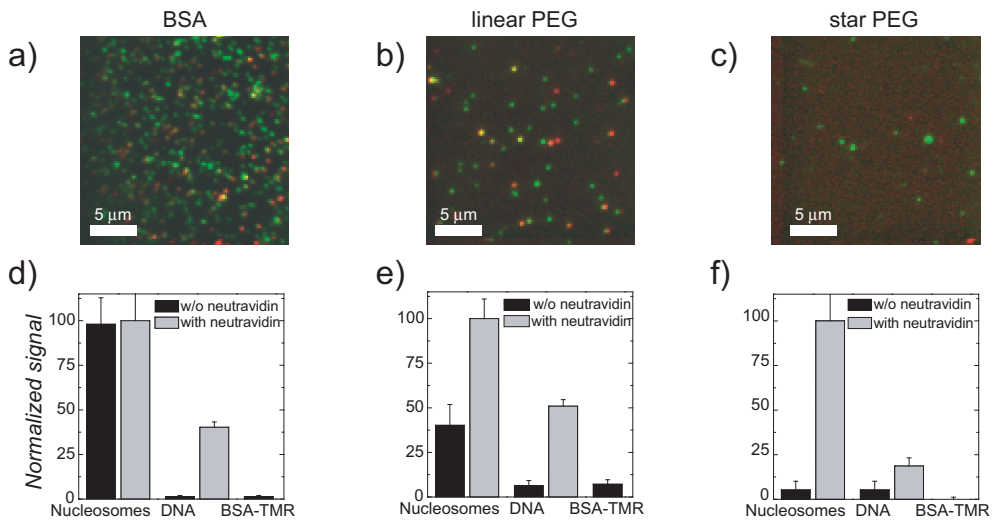 BSA linear PEG star PEG
a) b) c)
5 μm 5 μm 5 μm
d) e) f)
Normalized signal
100
75
50
25
0
w/o neutravidin
with neutravidin
Nucleosomes DNA BSA-TMR
100
75
50
25
0
w/o neutravidin
with neutravidin
Nucleosomes DNA BSA-TMR
100
75
50
25
0
w/o neutravidin
with neutravidin
Nucleosomes DNA BSA-TMR